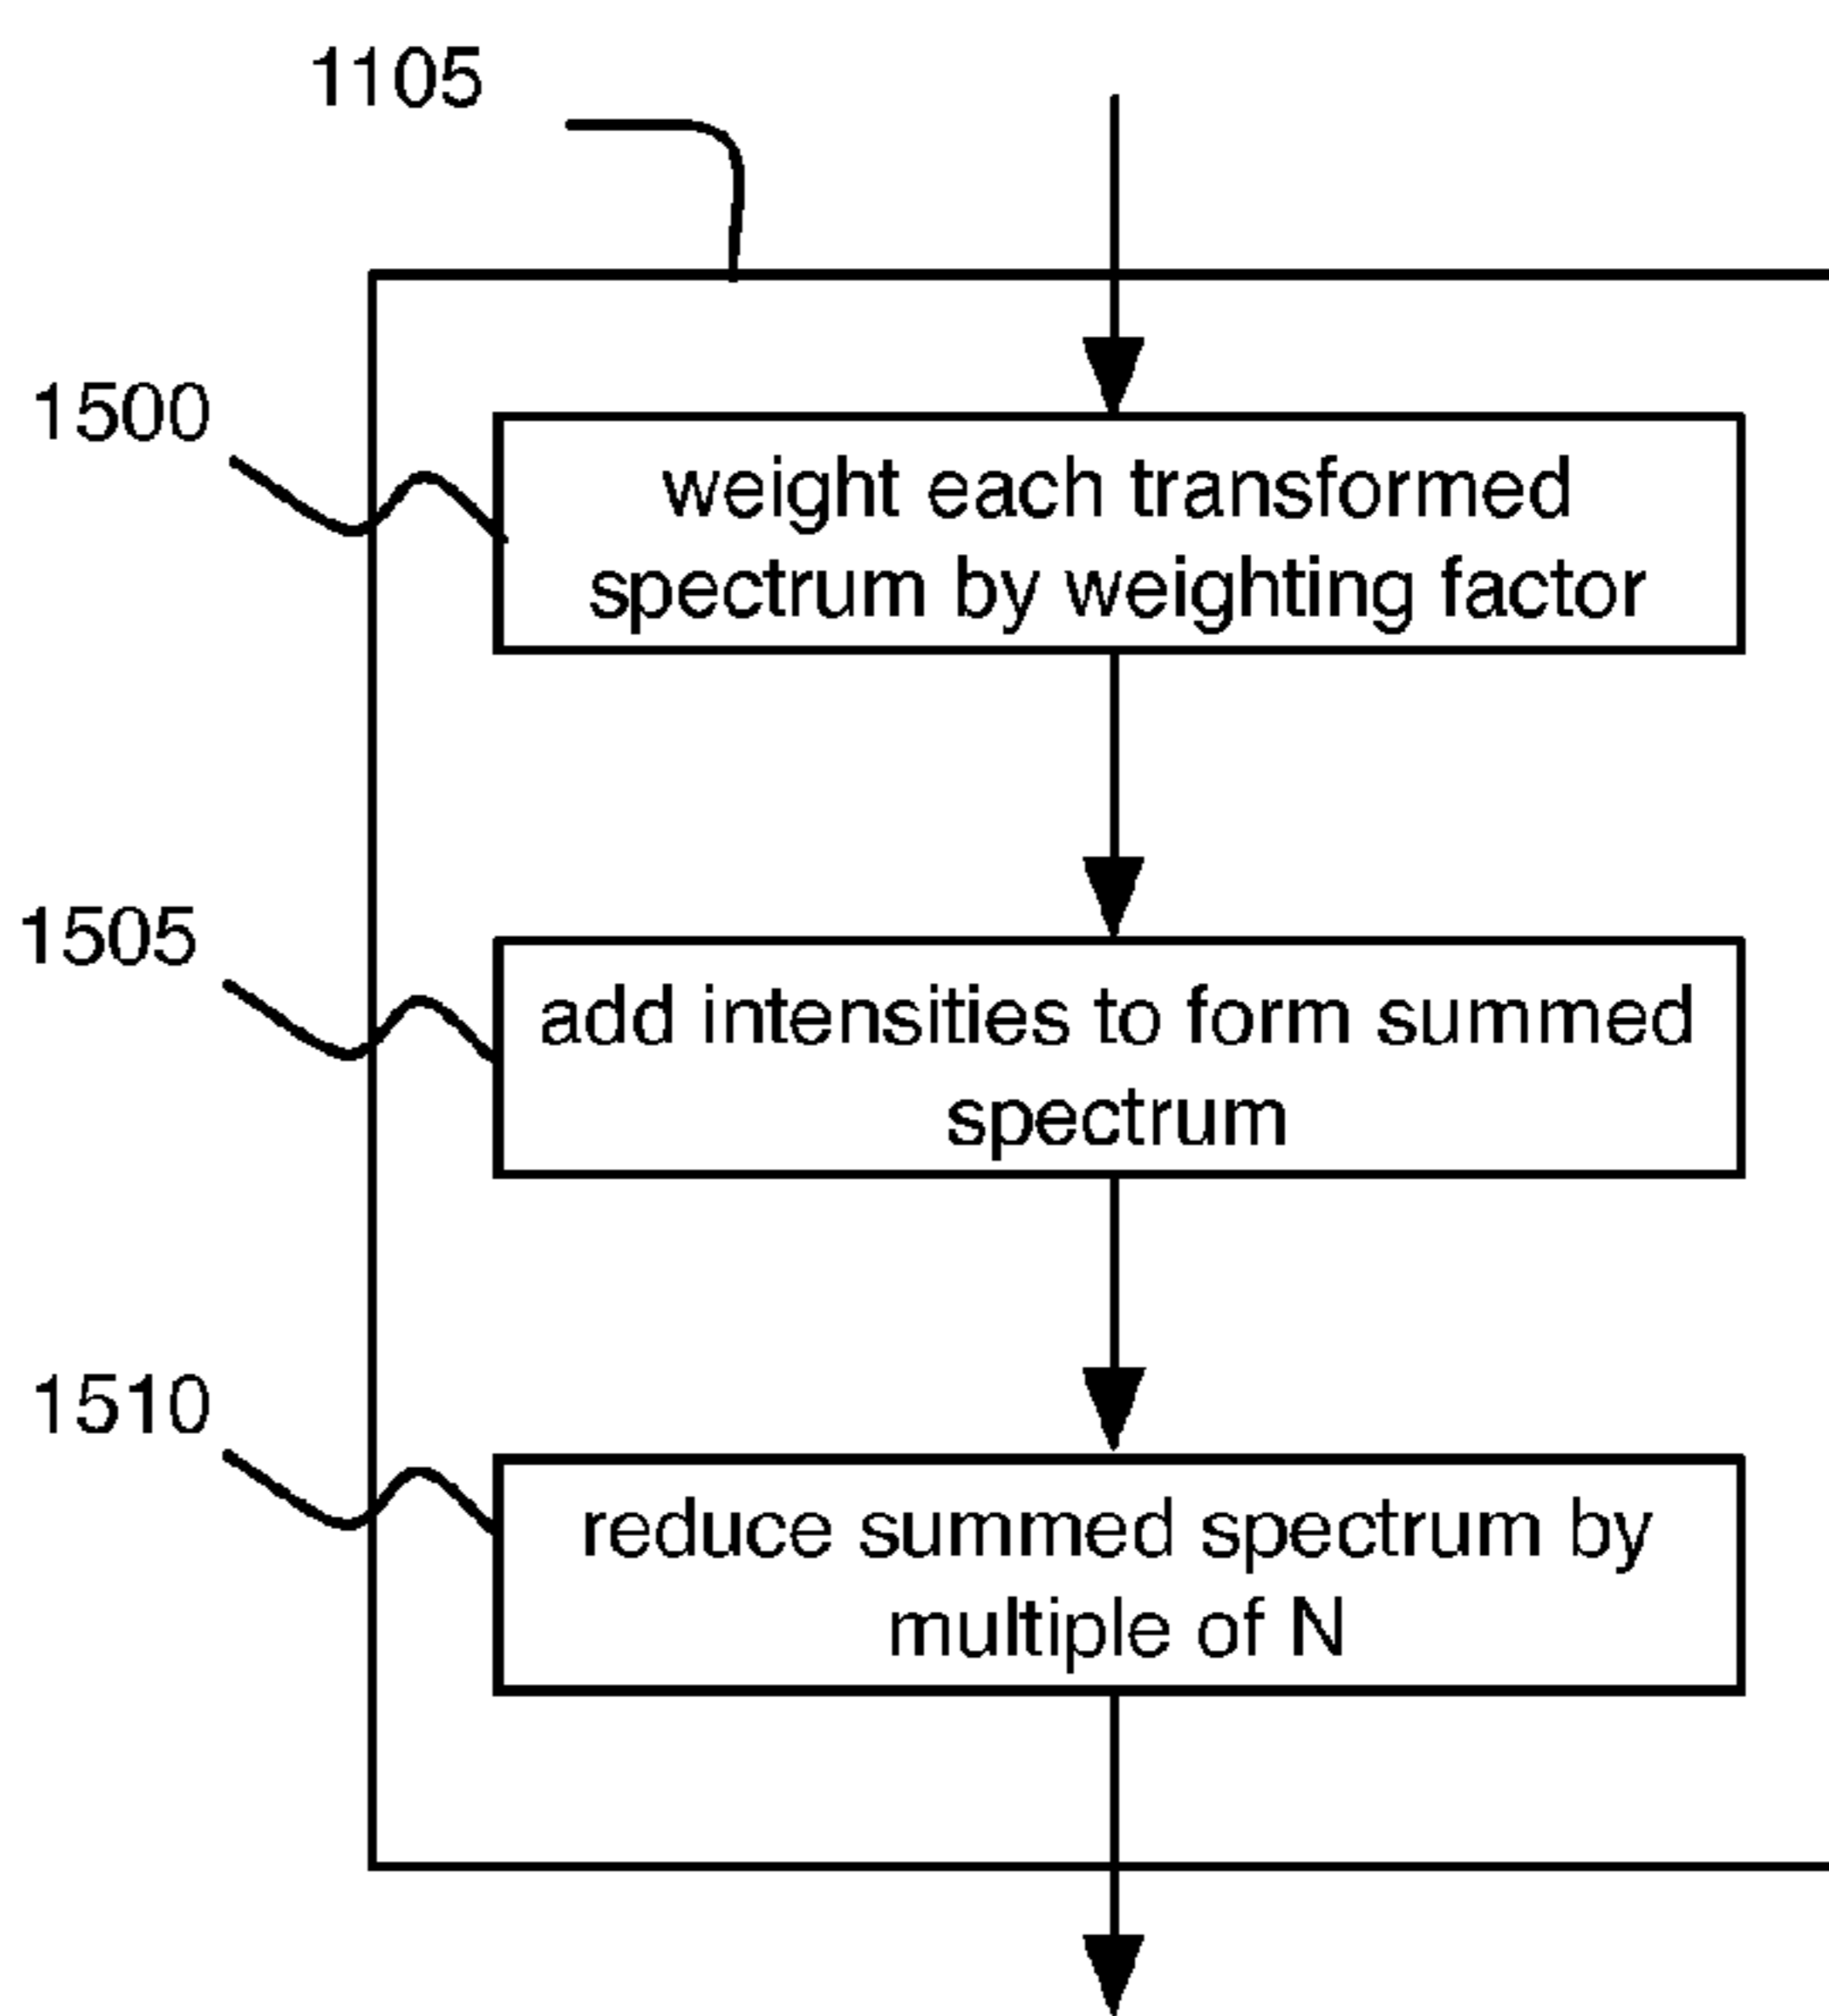 1105
1500
weight each transformed
spectrum by weighting factor
1505
add intensities to form summed
spectrum
1510
reduce summed spectrum by
multiple of N